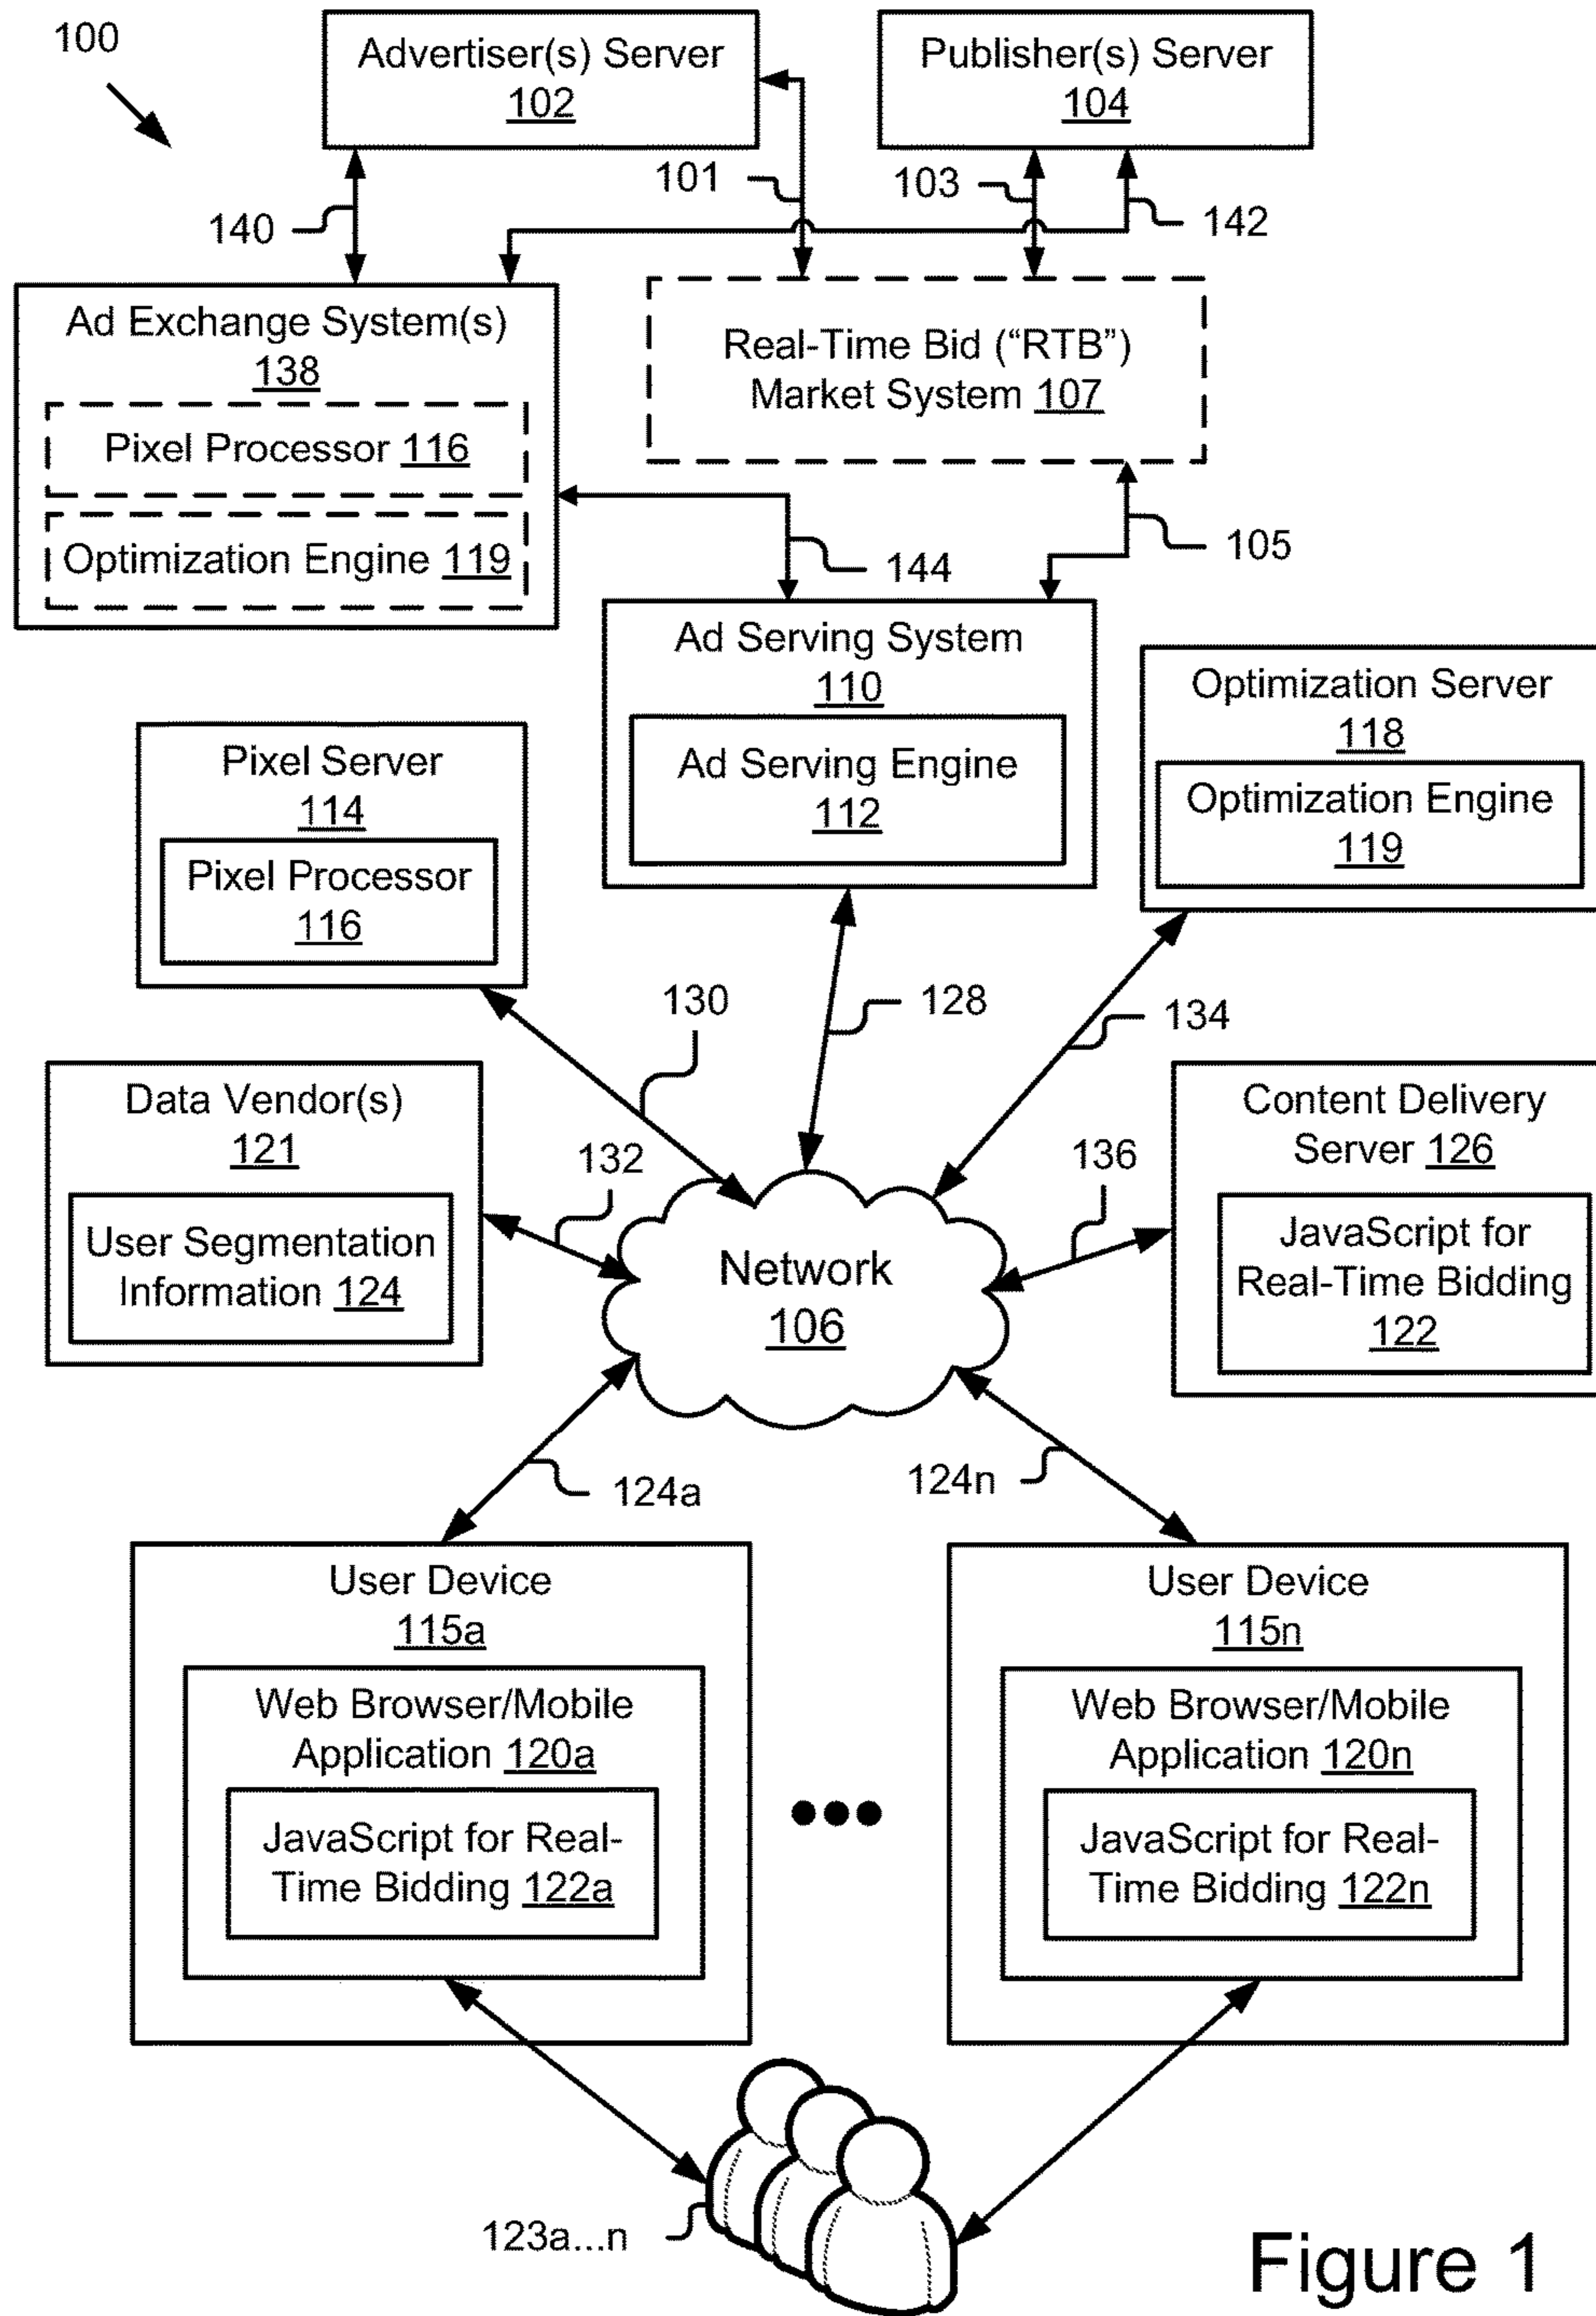 100
Advertiser(s) Server
102
Publisher(s) Server
104
101
103
140
142
Ad Exchange System(s)
138
Pixel Processor 116
Optimization Engine 119
Real-Time Bid (“RTB”)
Market System 107
144
105
Ad Serving System
110
Ad Serving Engine
112
Optimization Server
118
Optimization Engine
119
Pixel Server
114
Pixel Processor
116
130
128
134
Data Vendor(s)
121
User Segmentation
Information 124
132
136
Content Delivery
Server 126
JavaScript for
Real-Time Bidding
122
Network
106
124a
124n
User Device
115a
Web Browser/Mobile
Application 120a
JavaScript for Real-
Time Bidding 122a
User Device
115n
Web Browser/Mobile
Application 120n
JavaScript for Real-
Time Bidding 122n
123a...n
Figure 1